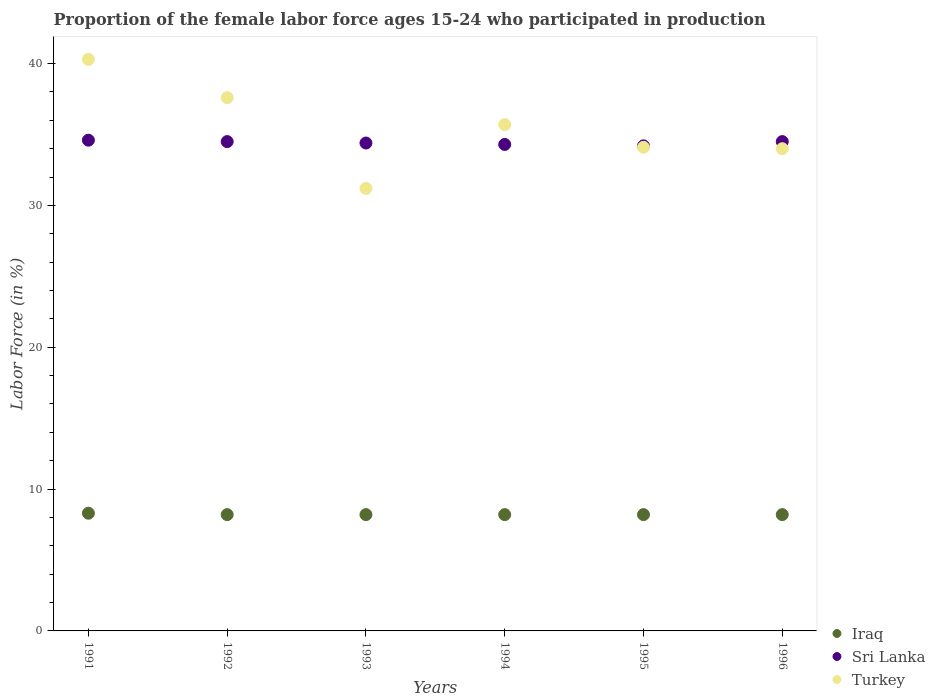 Proportion of the female labor force ages 15-24 who participated in production
Labor Force (in %)
40
30
20
10
0
1991
1992
1993
1994
1995
1996
Years
Iraq
Sri Lanka
Turkey